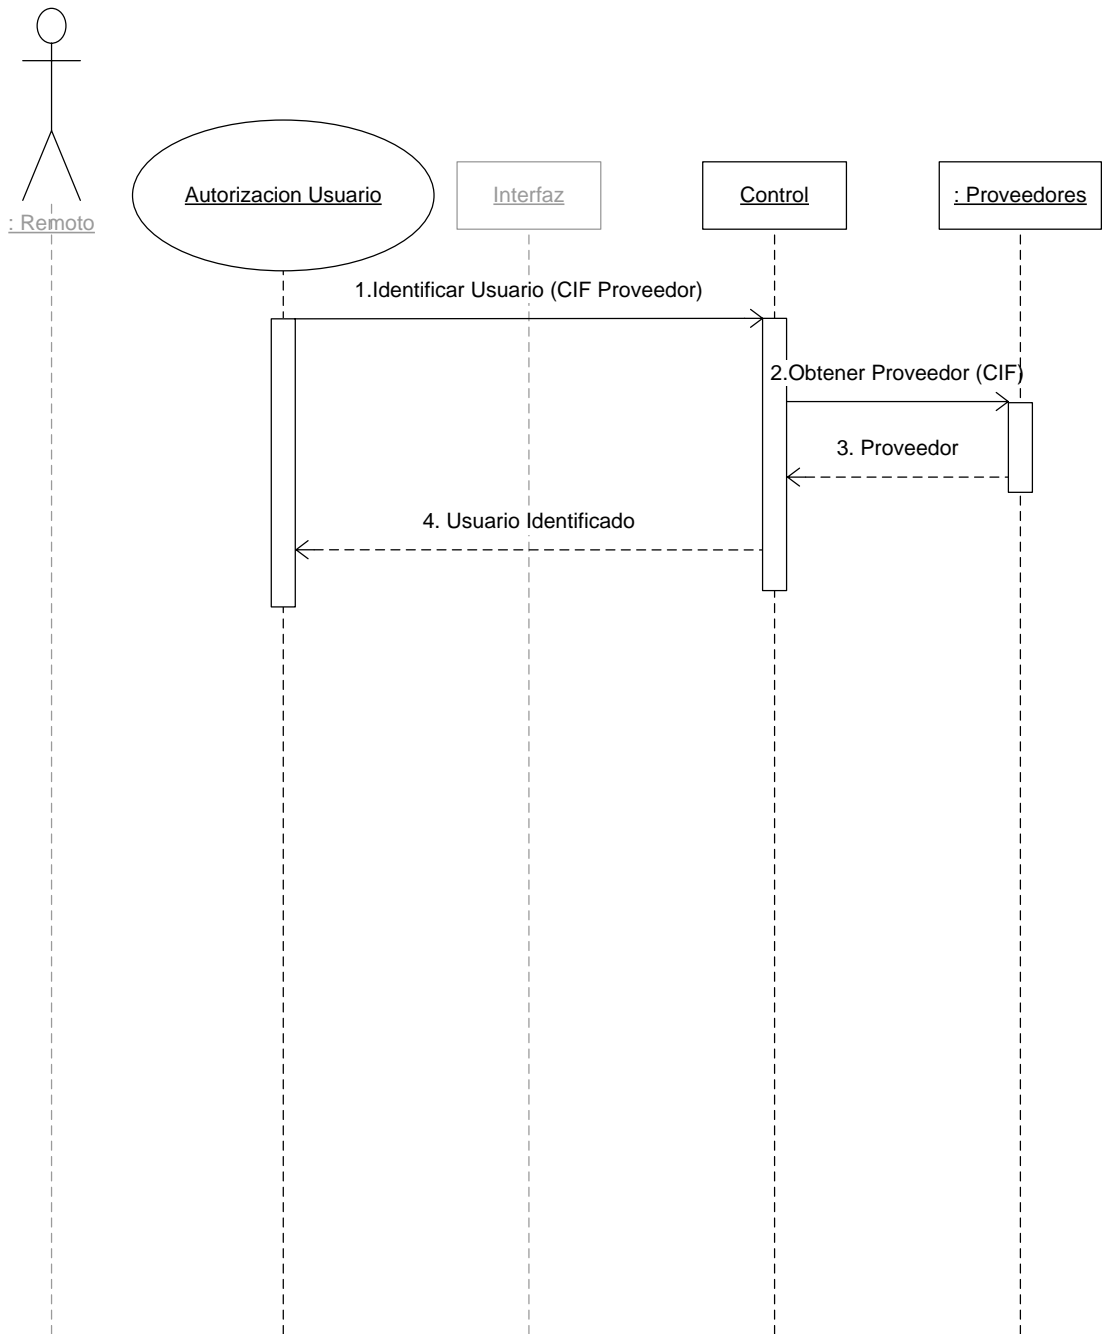 Autorizacion Usuario
Interfaz
Control
: Proveedores
: Remoto
1.Identificar Usuario (CIF Proveedor)
2.Obtener Proveedor (CIF)
3. Proveedor
4. Usuario Identificado